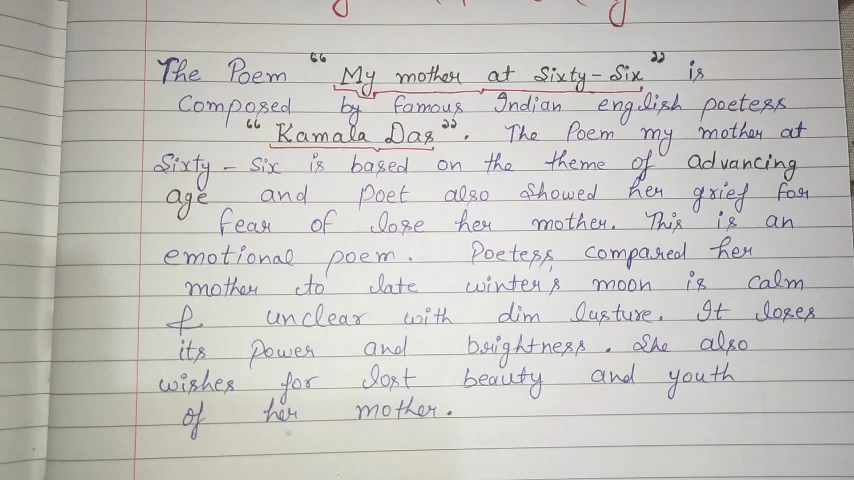 The Poem “ My mother at Sixty-Six ” is
Composed by famous Indian english poetess
“ Kamala Das ”. The Poem my mother at
Sixty-Six is based on the theme of advancing
age and poet also showed her grief for
fear of lose her mother. This is an
emotional poem. Poetess compared her
mother to late winter's moon is calm
& unclear with dim lusture. It loses
its power and brightness. She also
wishes for lost beauty and youth
of her mother.